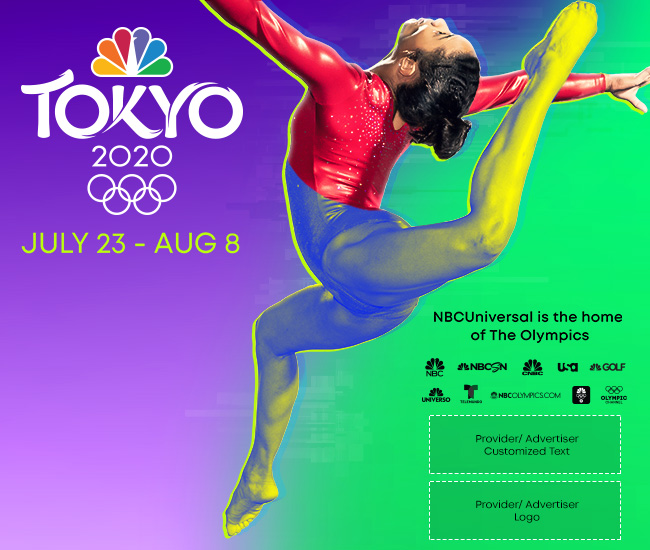 TOKYO
2020
JULY 23 - AUG 8
NBCUniversal is the home
of The Olympics
NBC NBCSN CNBC USA GOLF
UNIVERSO TELEMUNDO NBCOLYMPICS.COM OLYMPIC CHANNEL
Provider/ Advertiser
Customized Text
Provider/ Advertiser
Logo